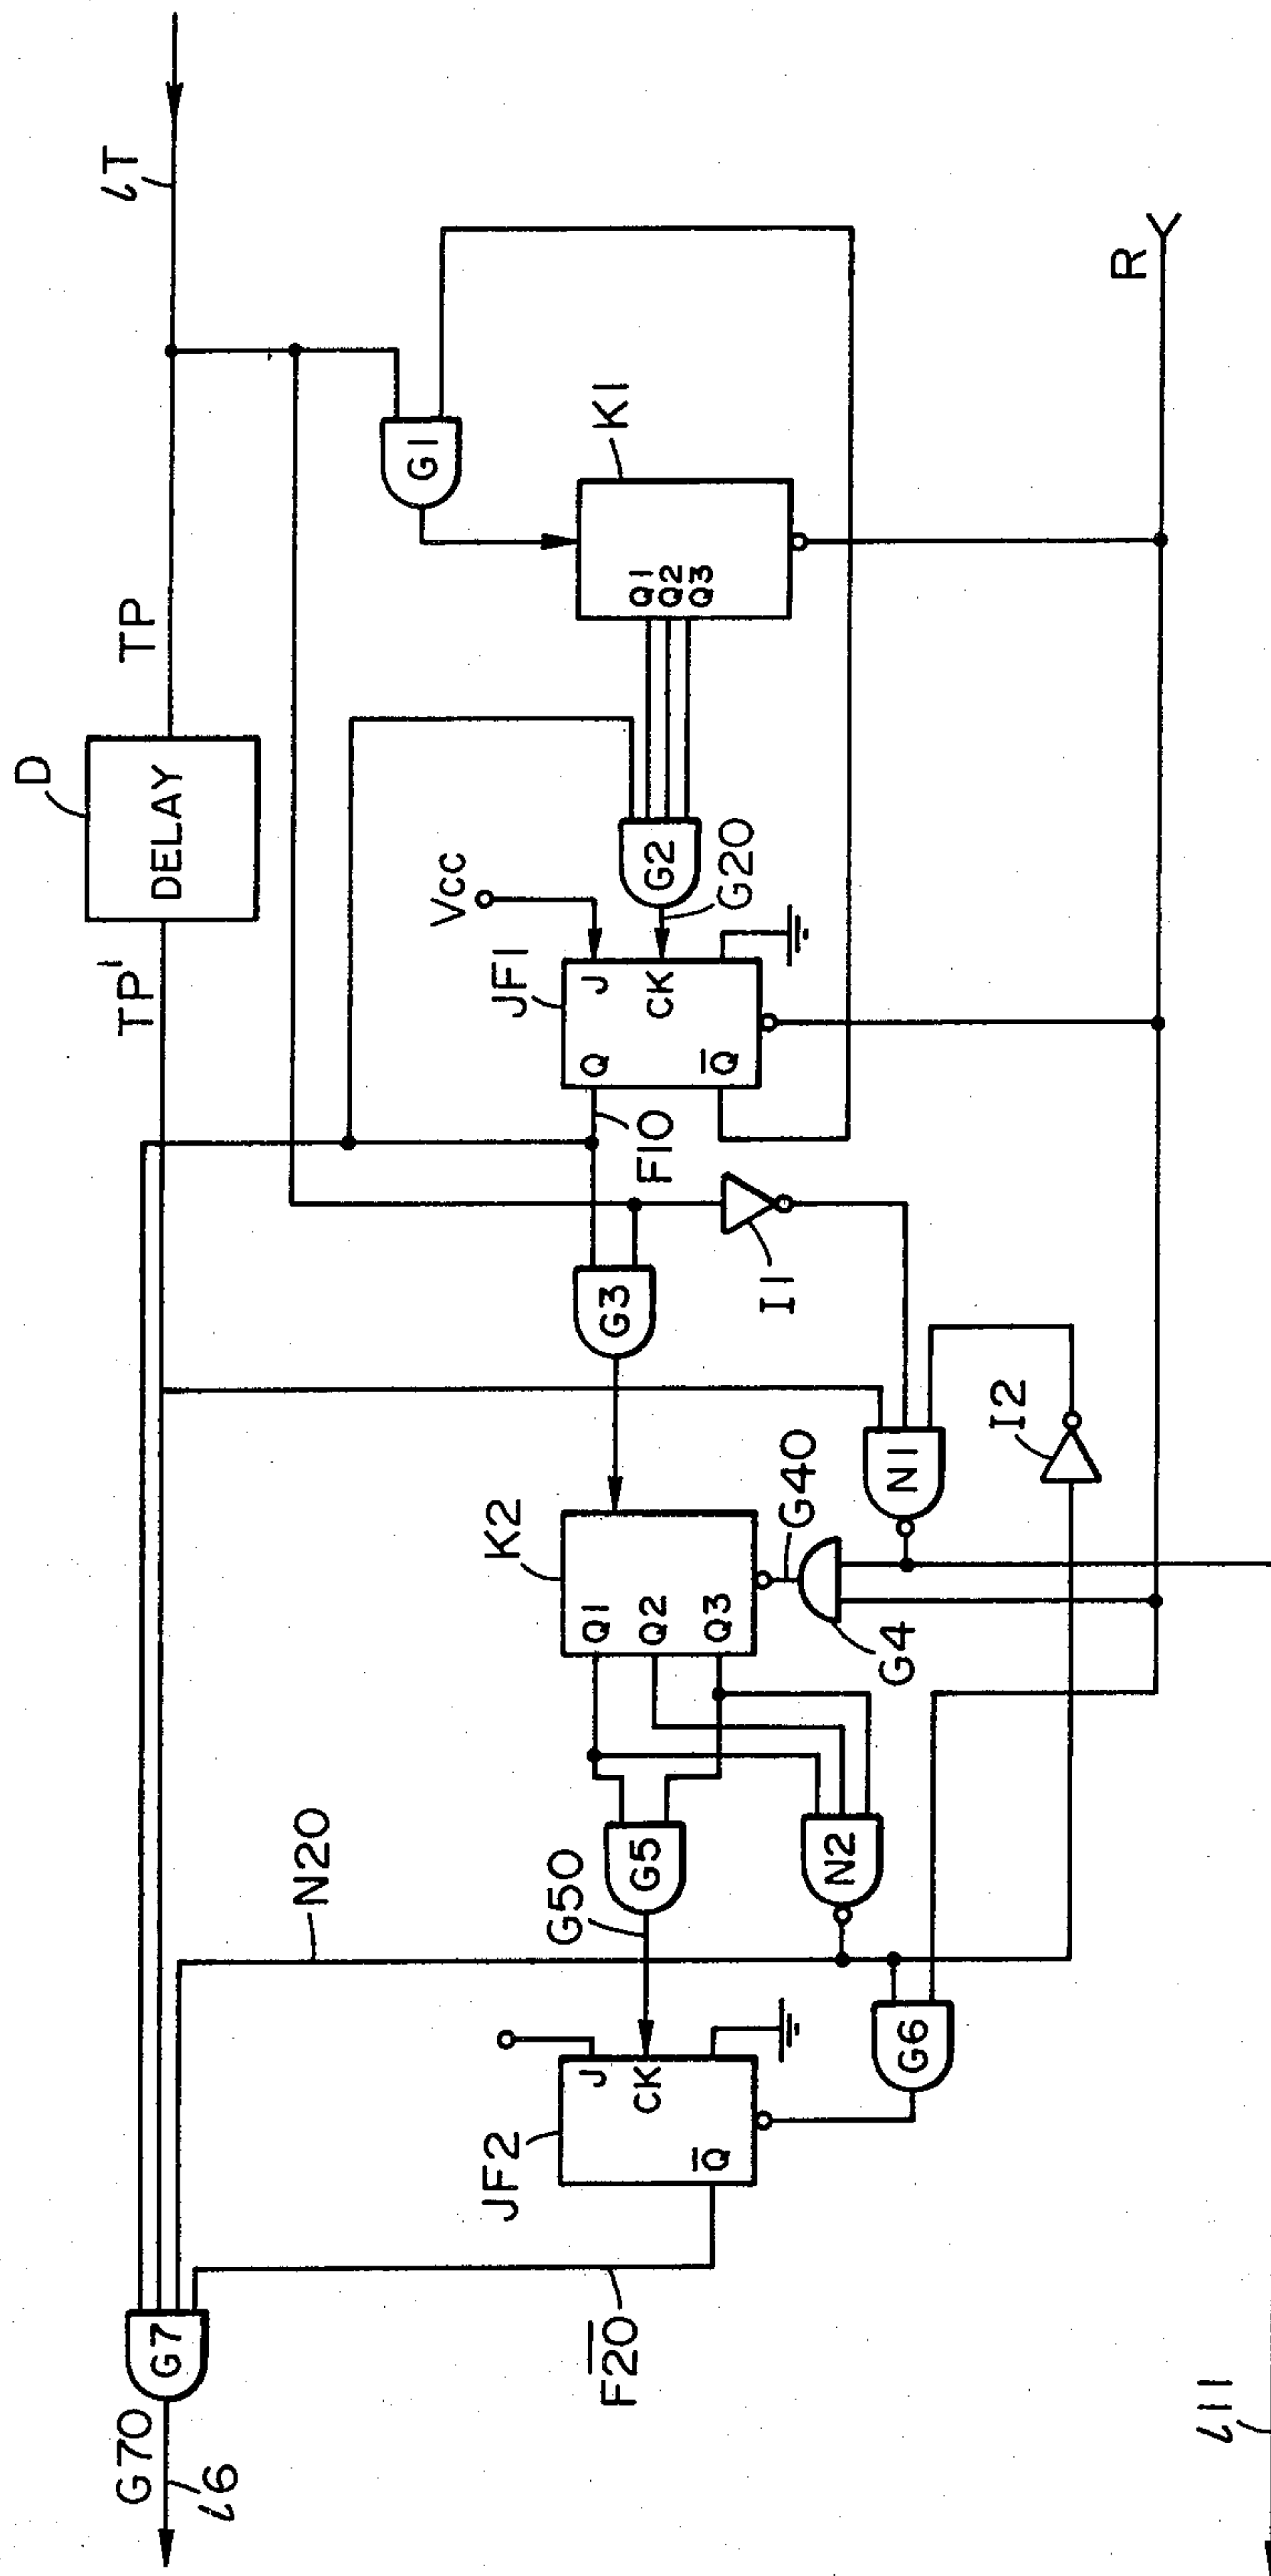 ℓT
TP
D
DELAY
TP'
G1
K1
Q1
Q2
Q3
R
Vcc
G2
G20
JF1
J
CK
Q
Q̅
F10
G3
I1
K2
Q1
Q2
Q3
G40
N1
I2
G4
N20
G50
G5
N2
JF2
J
CK
Q̅
G6
F2̅0̅
G7
G70
ℓ6
ℓ11